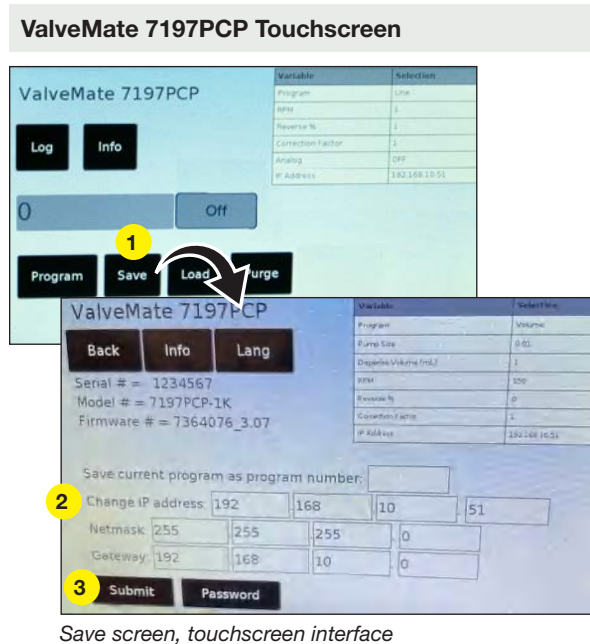 ValveMate 7197PCP Touchscreen
ValveMate 7197PCP
Variable Selection
Program Line
RPM 1
Reverse % 1
Correction Factor 1
Analog OFF
IP Address 192.168.10.51
Log Info
0 Off
1
Program Save Load urge
ValveMate 7197PCP
Variable Selection
Program Volume
Pump Size 0.01
Dispense Volume (mL) 1
RPM 150
Reverse % 0
Correction Factor 1
IP Address 192.168.10.51
Back Info Lang
Serial # = 1234567
Model # = 7197PCP-1K
Firmware # = 7364076_3.07
Save current program as program number:
2 Change IP address: 192 . 168 . 10 . 51
Netmask: 255 . 255 . 255 . 0
Gateway: 192 . 168 . 10 . 0
3 Submit Password
Save screen, touchscreen interface